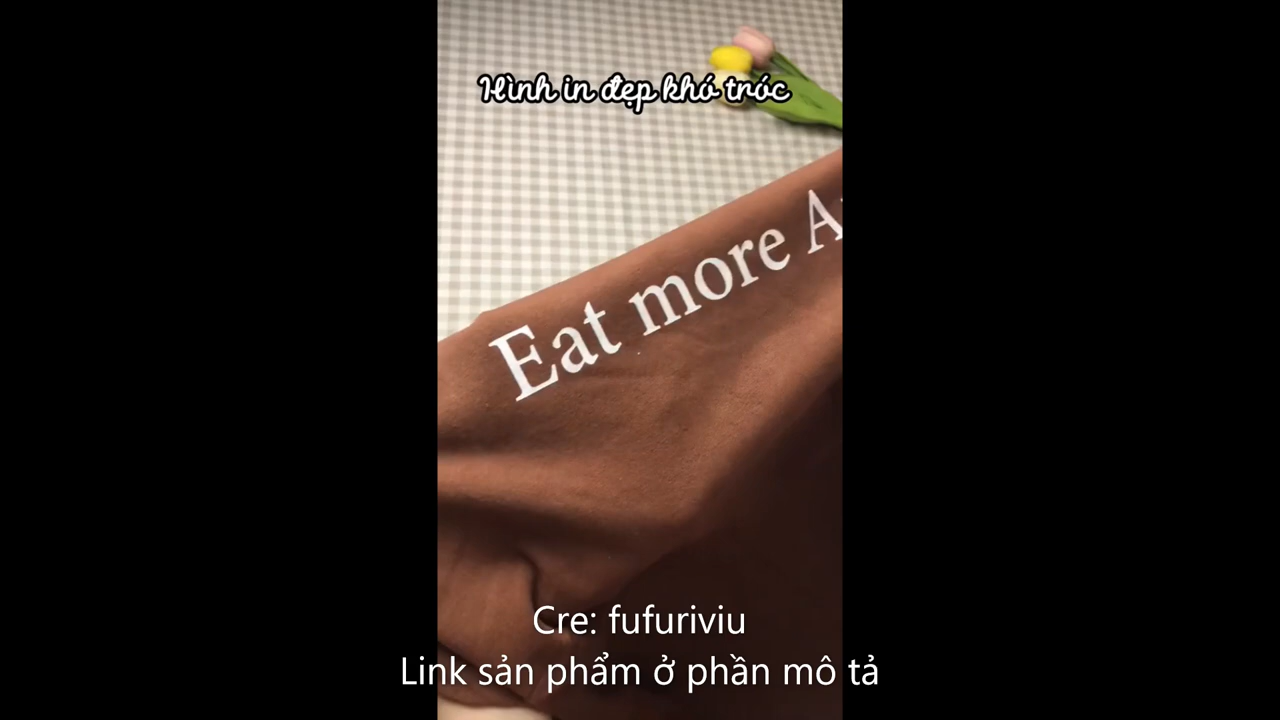 Hình in đẹp khó tróc
Eat more
Cre: fufuriviu
Link sản phẩm ở phần mô tả